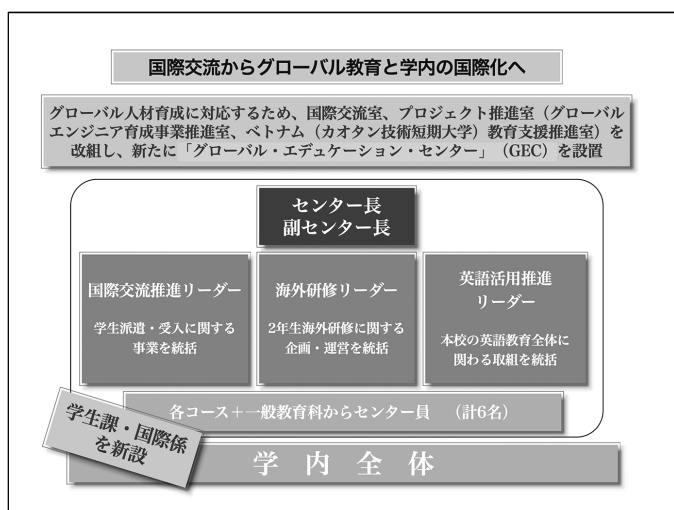 国際交流からグローバル教育と学内の国際化へ
グローバル人材育成に対応するため、国際交流室、プロジェクト推進室（グローバル
エンジニア育成事業推進室、ベトナム（カオタン技術短期大学）教育支援推進室）を
改組し、新たに「グローバル・エデュケーション・センター」（GEC）を設置
センター長
副センター長
国際交流推進リーダー
学生派遣・受入に関する
事業を統括
海外研修リーダー
2年生海外研修に関する
企画・運営を統括
英語活用推進
リーダー
本校の英語教育全体に
関わる取組を統括
各コース＋一般教育科からセンター員　（計6名）
学生課・国際係
を新設
学　内　全　体